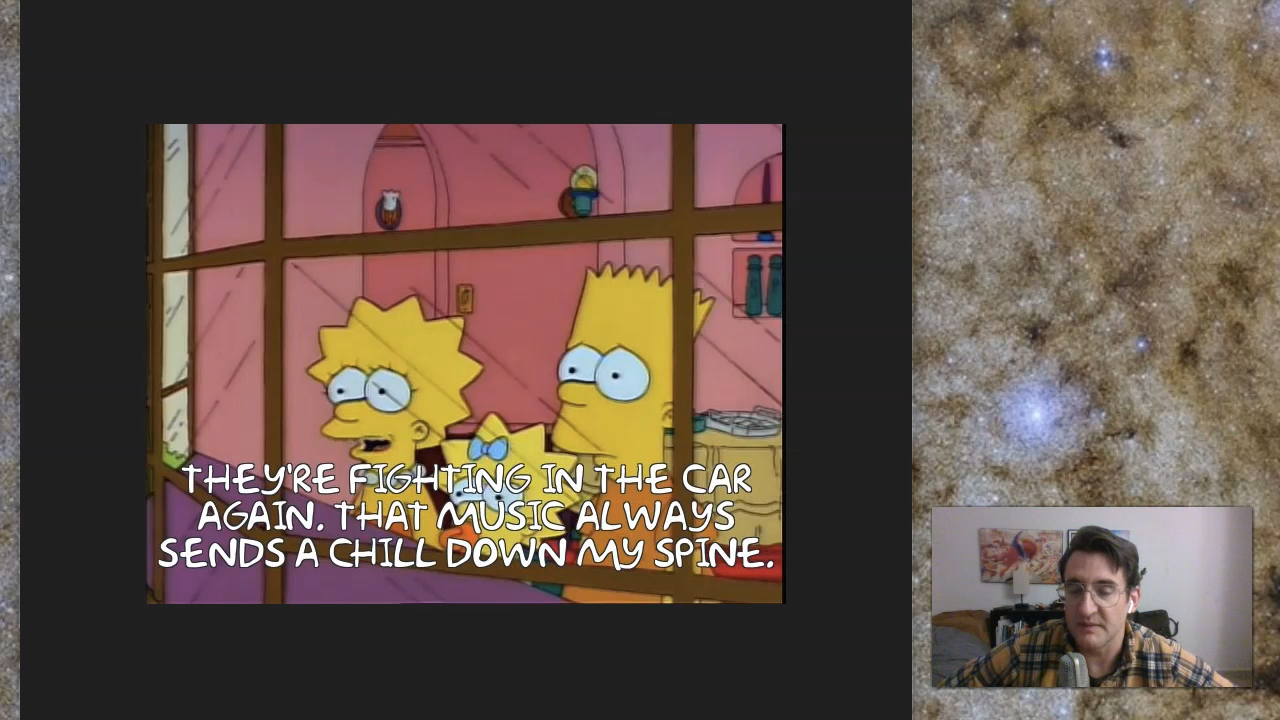 THEY'RE FIGHTING IN THE CAR
AGAIN. THAT MUSIC ALWAYS
SENDS A CHILL DOWN MY SPINE.